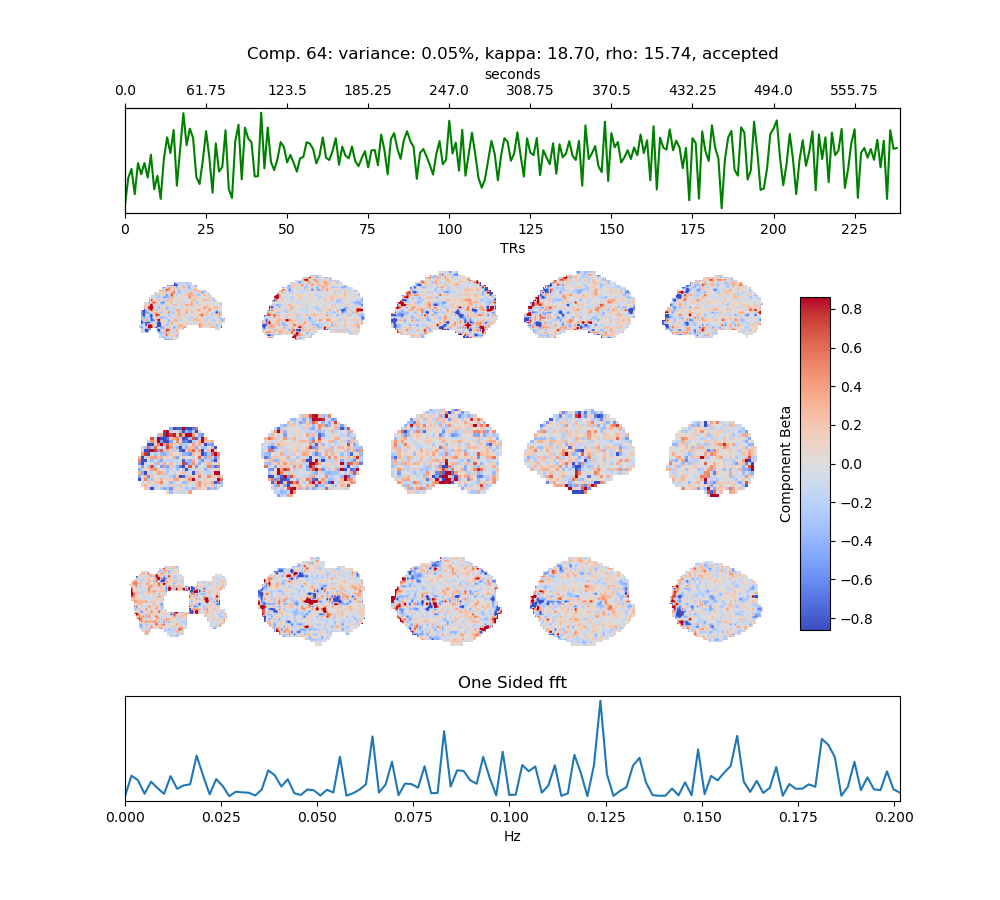 Comp. 64: variance: 0.05%, kappa: 18.70, rho: 15.74, accepted
seconds
0.0 61.75 123.5 185.25 247.0 308.75 370.5 432.25 494.0 555.75
0 25 50 75 100 125 150 175 200 225
TRs
0.8
0.6
0.4
0.2
0.0
−0.2
−0.4
−0.6
−0.8
Component Beta
One Sided fft
0.000 0.025 0.050 0.075 0.100 0.125 0.150 0.175 0.200
Hz